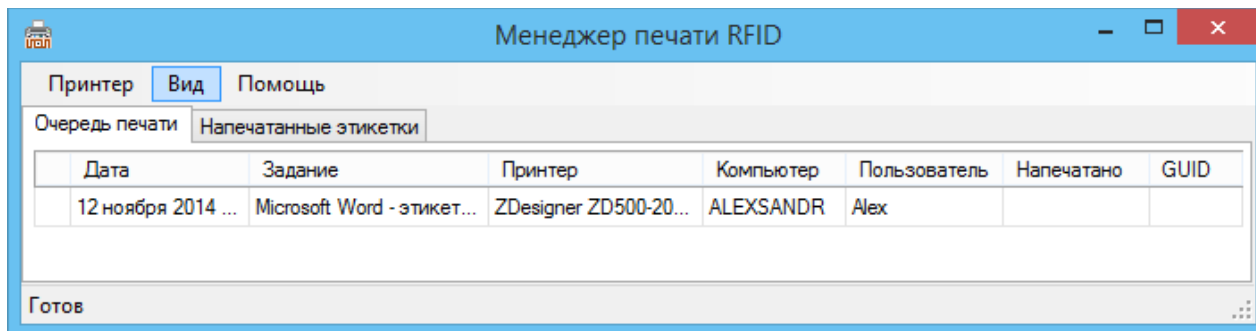 Менеджер печати RFID
Принтер Вид Помощь
Очередь печати Напечатанные этикетки
Дата Задание Принтер Компьютер Пользователь Напечатано GUID
12 ноября 2014 ... Microsoft Word - этикет... ZDesigner ZD500-20... ALEXSANDR Alex
Готов